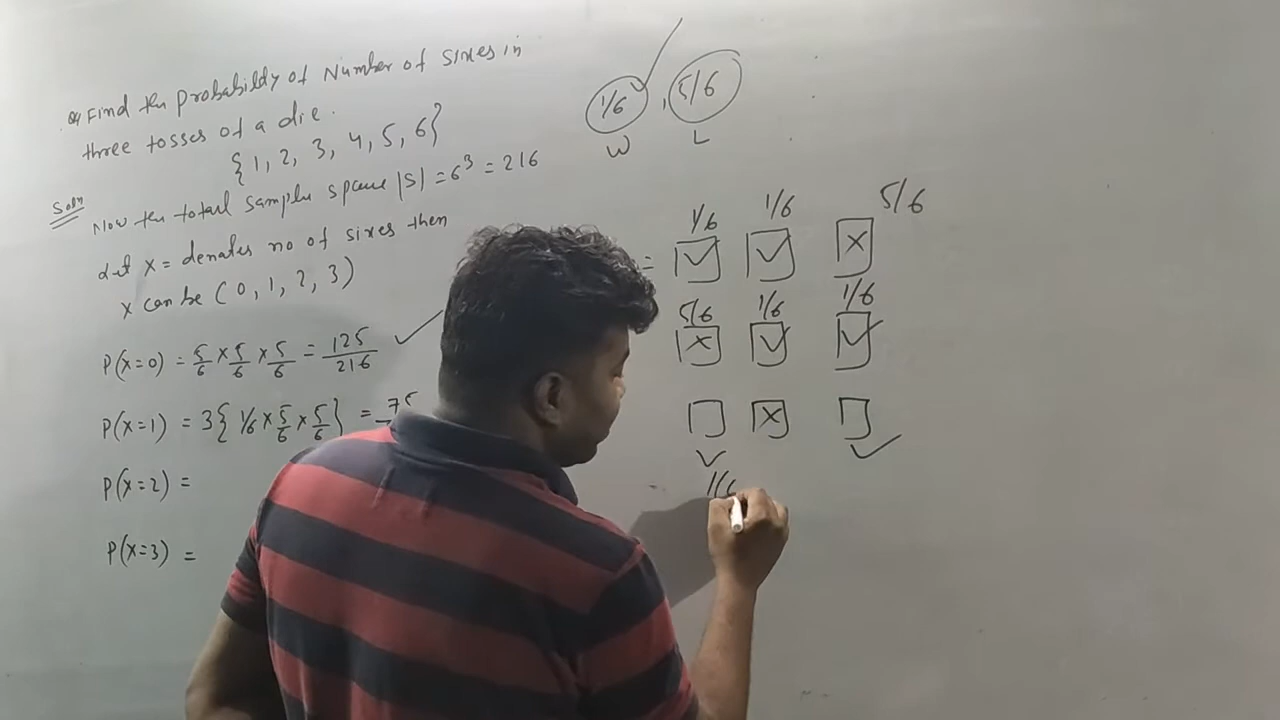 Q Find the Probability of Number of Sixes in
three tosses of a die.
{1, 2, 3, 4, 5, 6}
Soln Now the total Sample space |S| = 6³ = 216
Let X = denotes no of sixes then
X can be (0, 1, 2, 3)
P(X=0) = 5/6 × 5/6 × 5/6 = 125/216 ✓
P(X=1) = 3{ 1/6 × 5/6 × 5/6 } = 75
P(X=2) =
P(X=3) =
1/6 , 5/6
W L
1/6 1/6 5/6
= ✓ ✓ ×
5/6 1/6 1/6
× ✓ ✓
×
✓ ✓